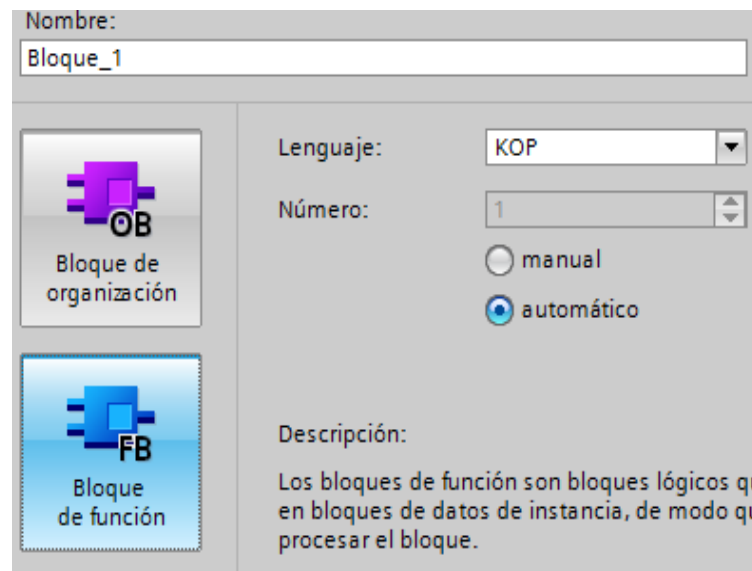 Nombre:
Bloque_1
OB
Bloque de
organización
FB
Bloque
de función
Lenguaje:
KOP
Número:
1
manual
automático
Descripción:
Los bloques de función son bloques lógicos
en bloques de datos de instancia, de modo
procesar el bloque.